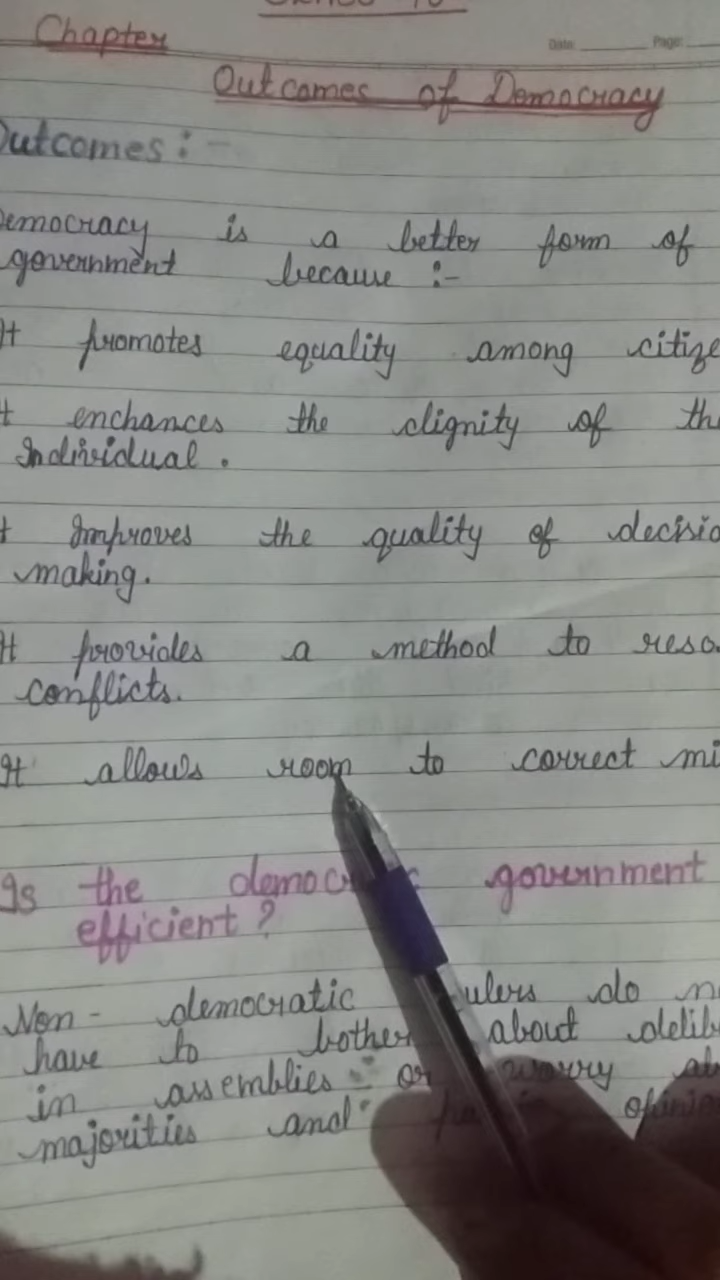 Chapter
Date: Page:
Outcomes of Democracy
utcomes :-
emocracy is a better form of
government because :-
t promotes equality among citize
t enchances the dignity of th
Individual .
t Improves the quality of decisio
making.
It provides a method to reso
conflicts.
It allows room to correct mi
Is the government
efficient ?
Non - democratic ulers do n
have to bother about delib
in assemblies or worry ab
majorities and opini